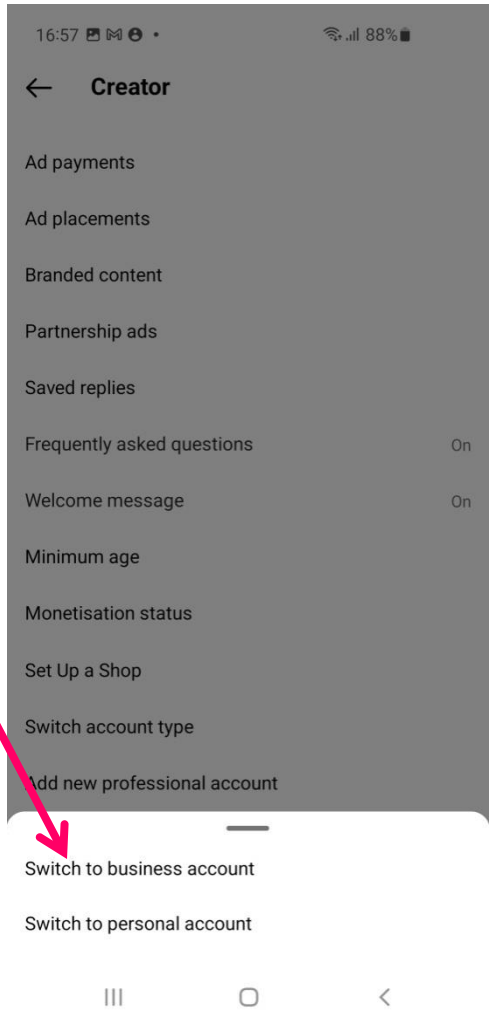 16:57 88%
Creator
Ad payments
Ad placements
Branded content
Partnership ads
Saved replies
Frequently asked questions On
Welcome message On
Minimum age
Monetisation status
Set Up a Shop
Switch account type
Add new professional account
Switch to business account
Switch to personal account